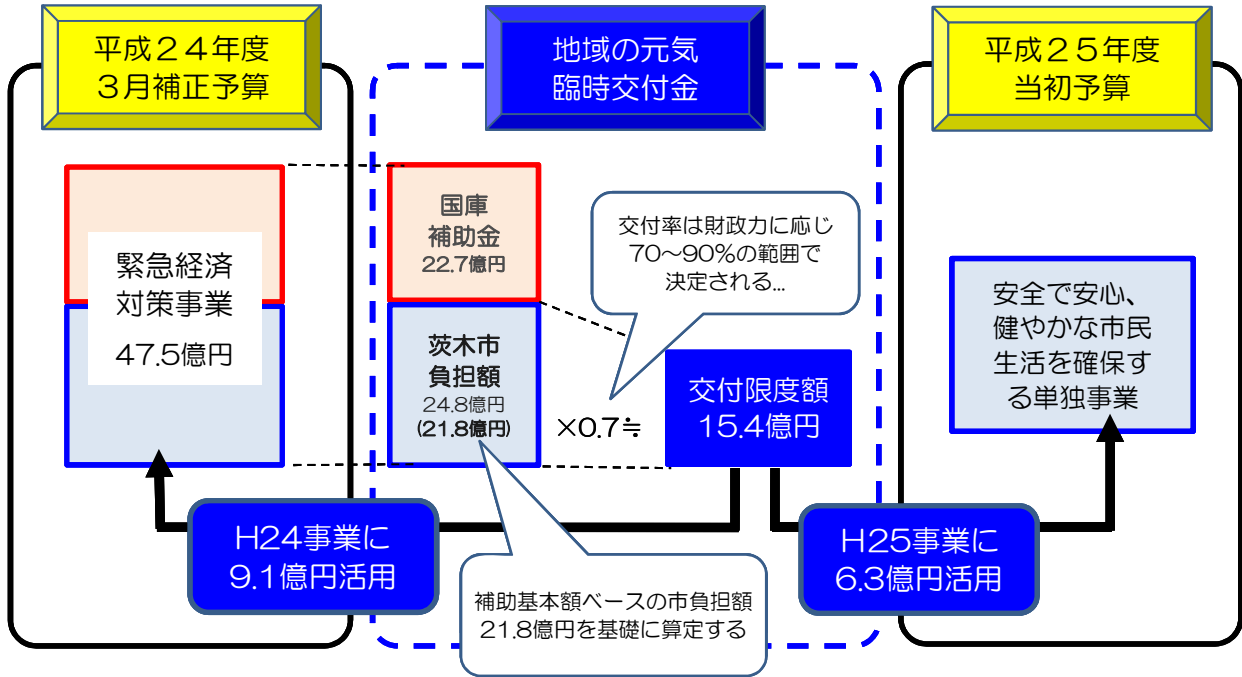 平成２４年度
３月補正予算
緊急経済
対策事業
47.5億円
H24事業に
9.1億円活用
地域の元気
臨時交付金
国庫
補助金
22.7億円
茨木市
負担額
24.8億円
(21.8億円)
×0.7≒
交付率は財政力に応じ
70～90%の範囲で
決定される...
交付限度額
15.4億円
補助基本額ベースの市負担額
21.8億円を基礎に算定する
H25事業に
6.3億円活用
平成２５年度
当初予算
安全で安心、
健やかな市民
生活を確保す
る単独事業